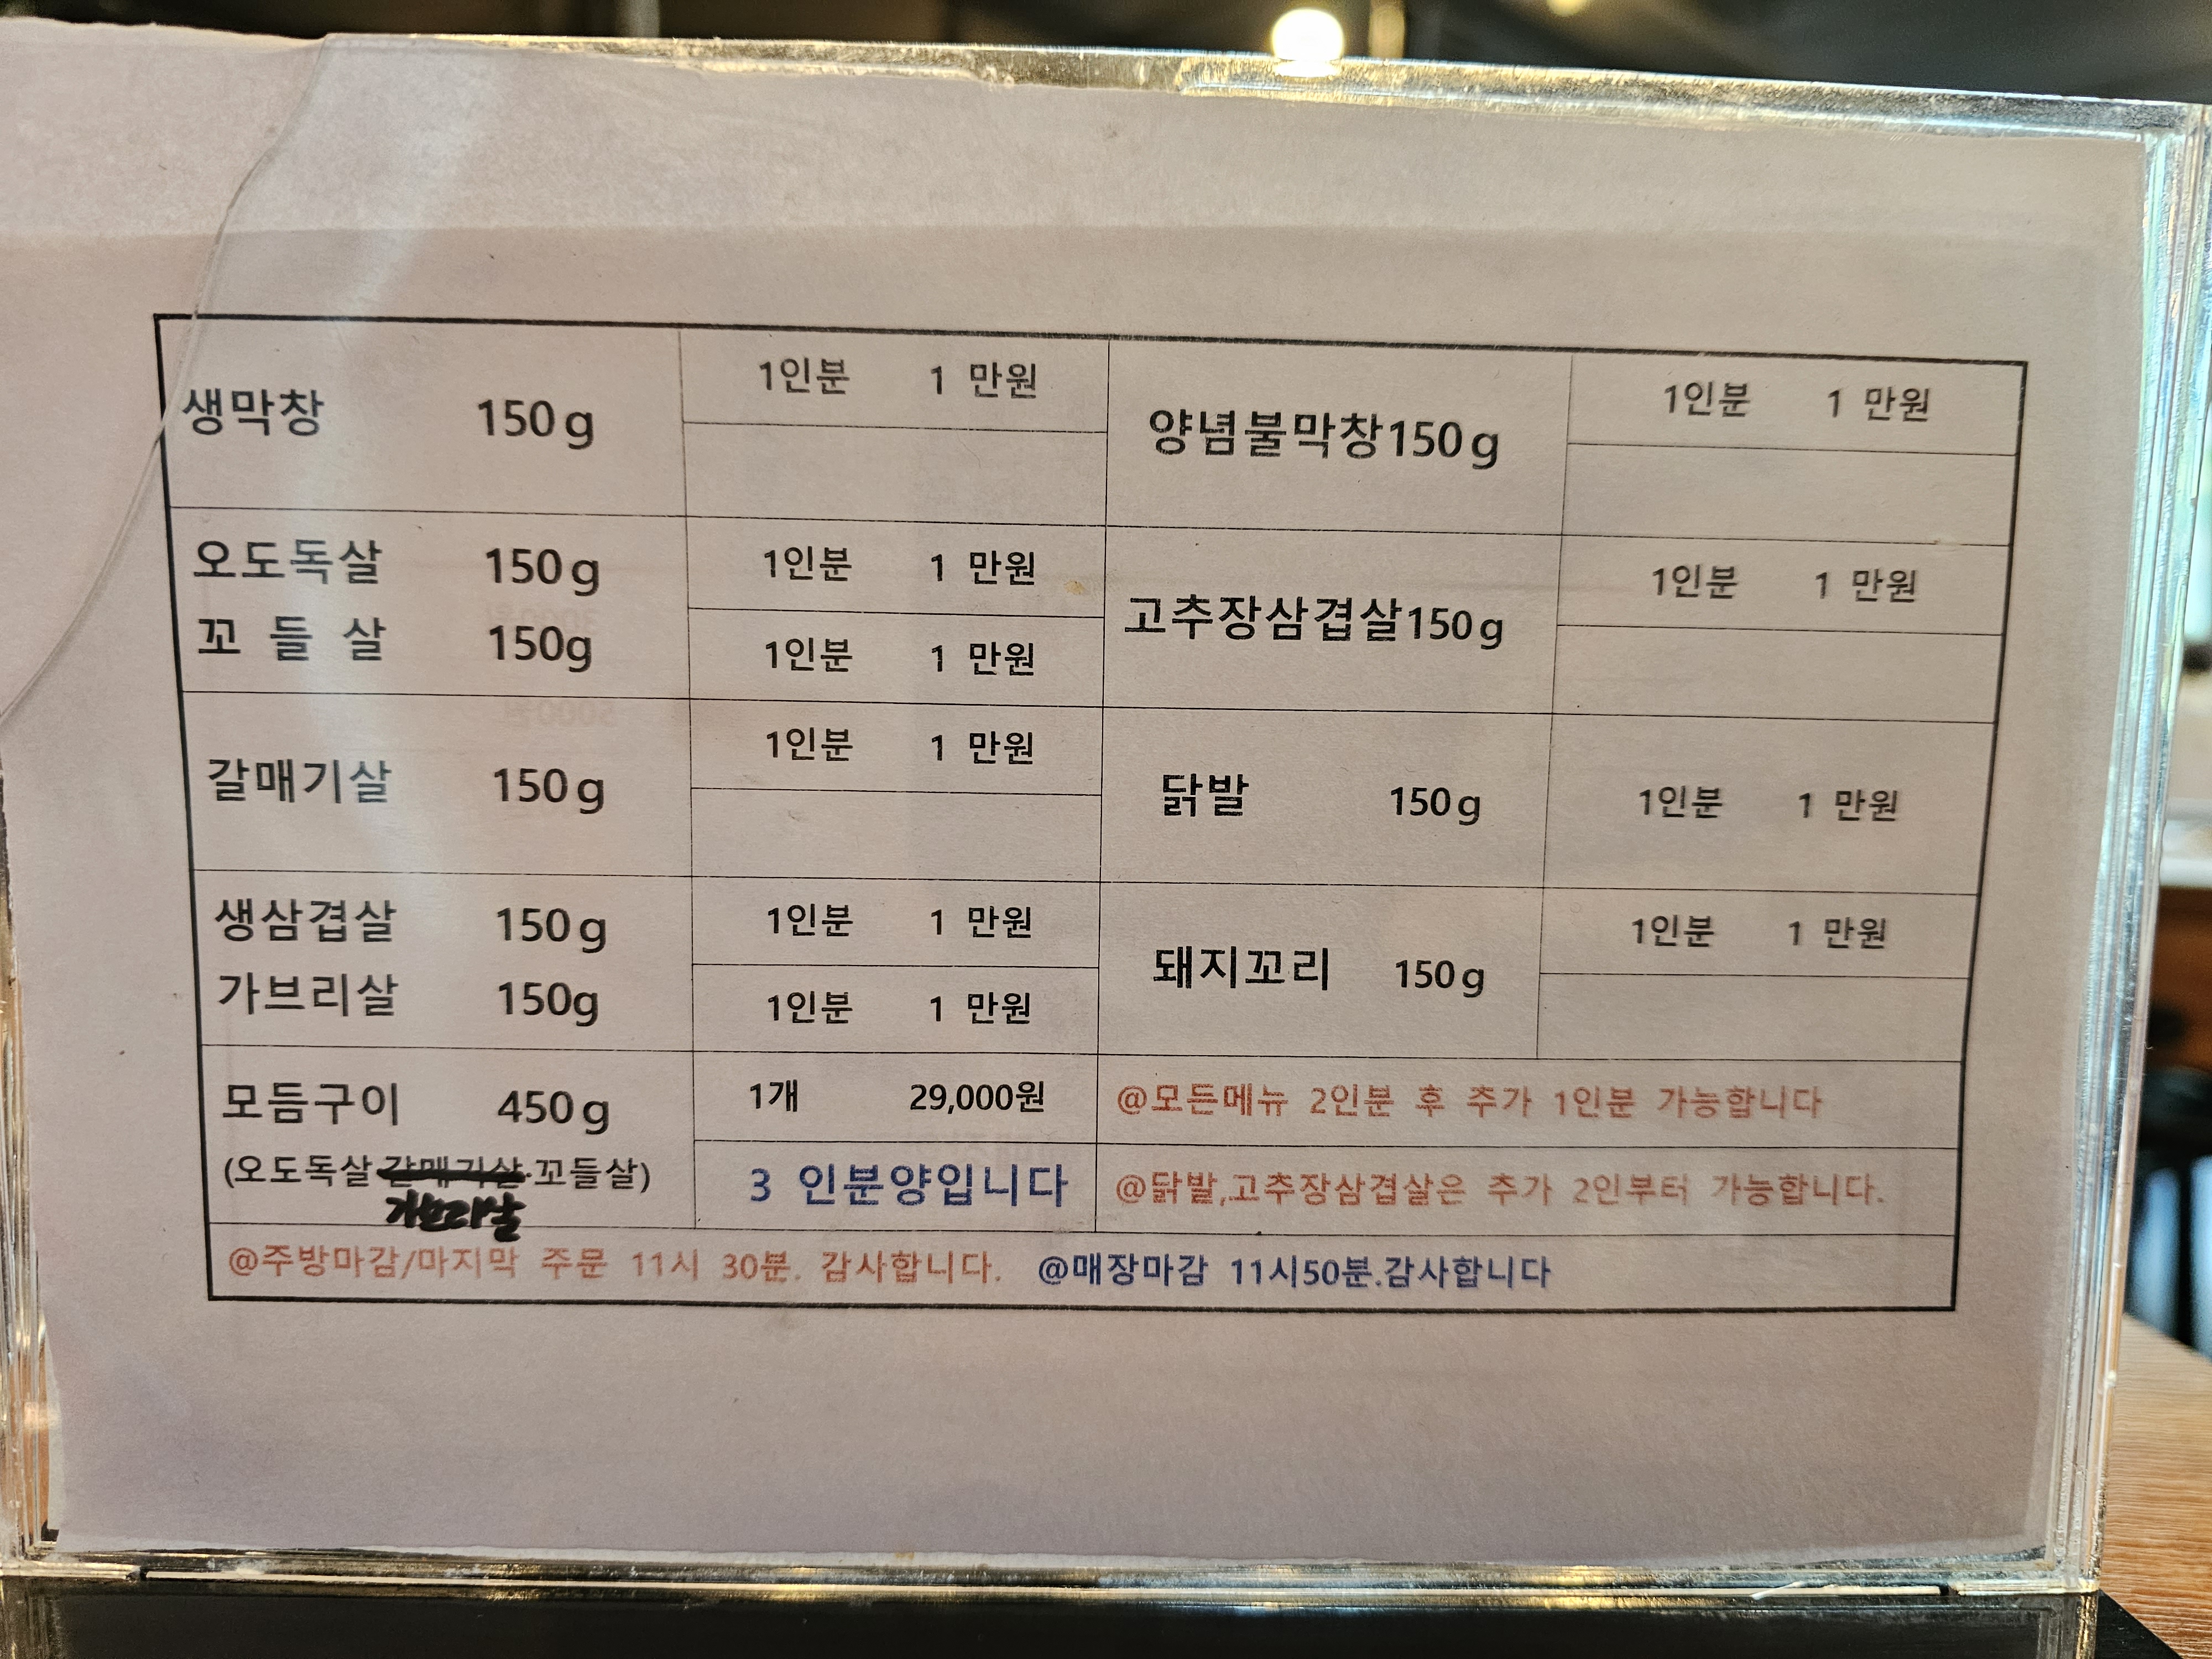 생막창 150g 1인분 1 만원
양념불막창150g 1인분 1 만원
오도독살 150g 1인분 1 만원
꼬 들 살 150g 1인분 1 만원
고추장삼겹살150g 1인분 1 만원
갈매기살 150g 1인분 1 만원
닭발 150g 1인분 1 만원
생삼겹살 150g 1인분 1 만원
가브리살 150g 1인분 1 만원
돼지꼬리 150g 1인분 1 만원
모듬구이 450g 1개 29,000원
(오도독살·갈매기살·꼬들살)
가브리살
3 인분양입니다
@모든메뉴 2인분 후 추가 1인분 가능합니다
@닭발,고추장삼겹살은 추가 2인부터 가능합니다.
@주방마감/마지막 주문 11시 30분. 감사합니다. @매장마감 11시50분.감사합니다